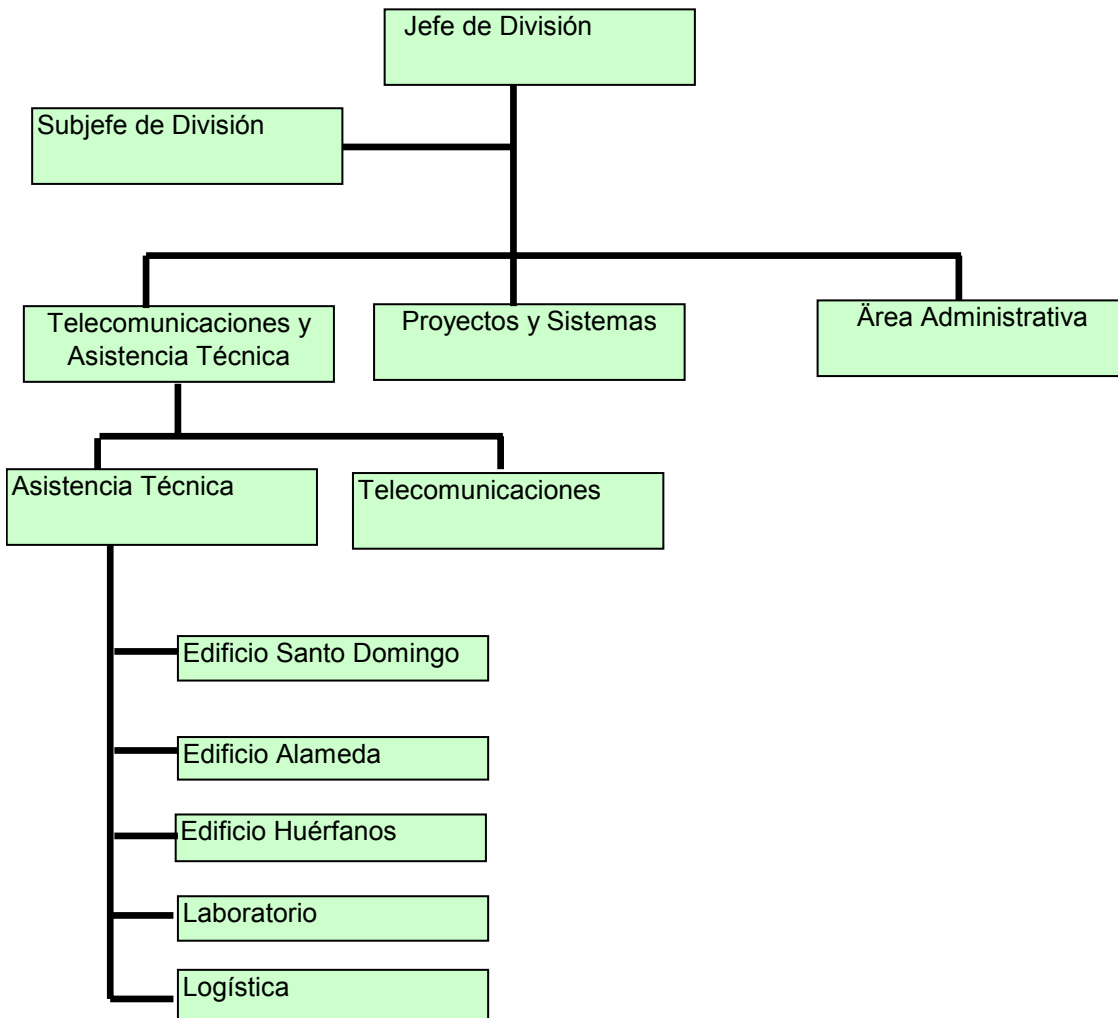 Jefe de División
Subjefe de División
Telecomunicaciones y
Asistencia Técnica
Proyectos y Sistemas
Ärea Administrativa
Asistencia Técnica
Telecomunicaciones
Edificio Santo Domingo
Edificio Alameda
Edificio Huérfanos
Laboratorio
Logística